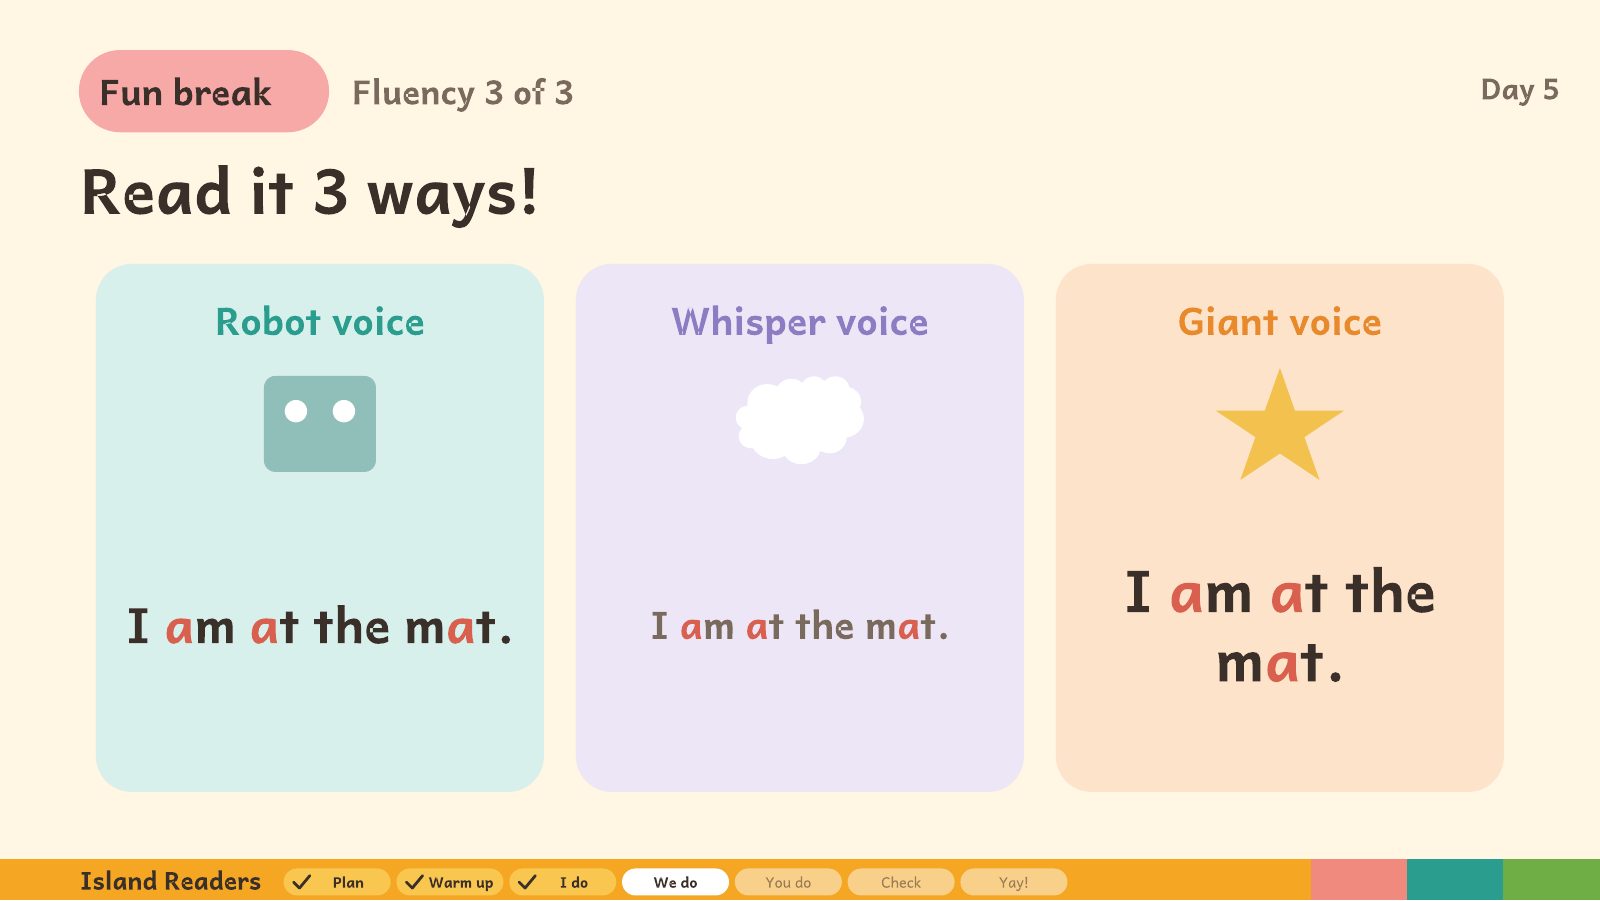 Fun break
Fluency 3 of 3
Day 5
Read it 3 ways!
Robot voice
I am at the mat.
Whisper voice
I am at the mat.
Giant voice
I am at the
mat.
Island Readers
Plan
Warm up
I do
We do
You do
Check
Yay!